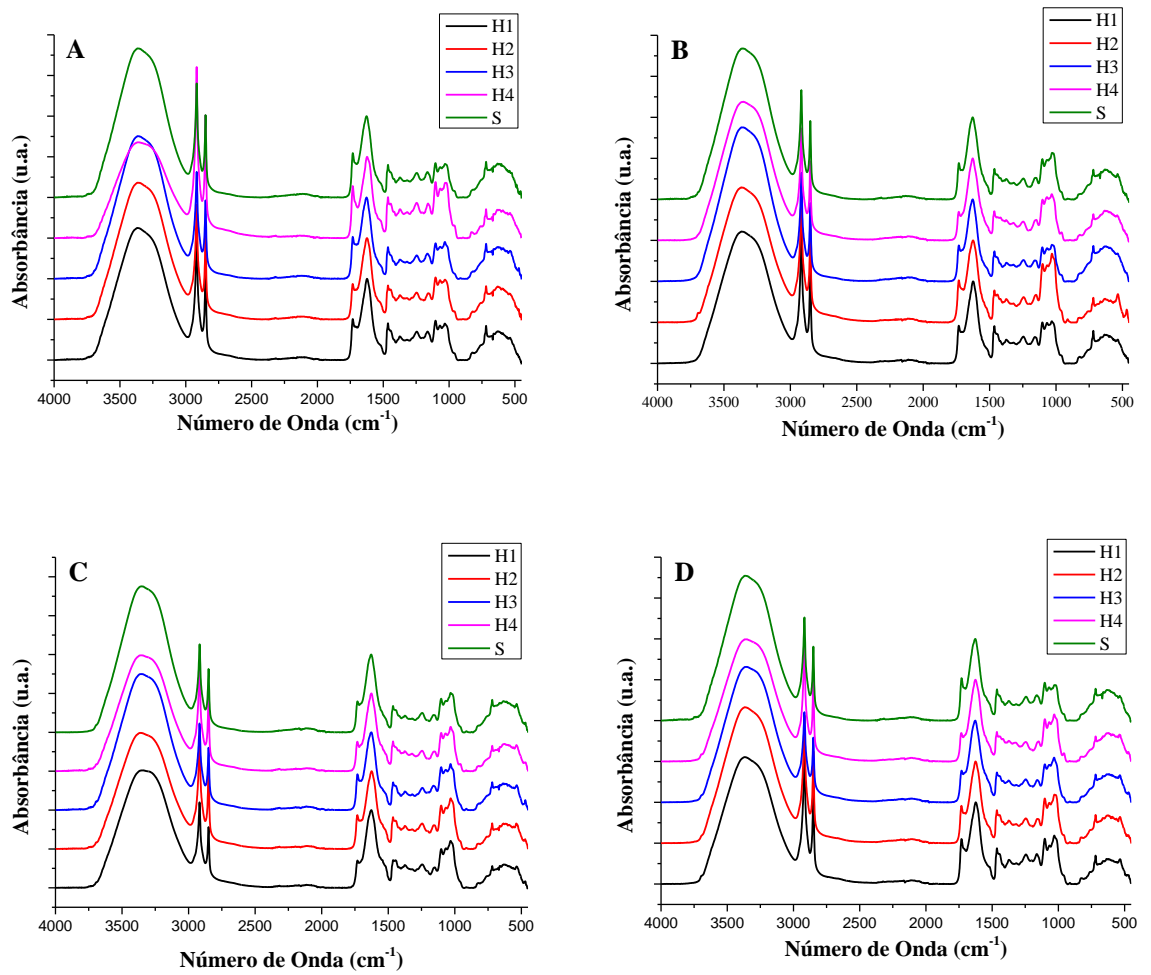 A
H1
H2
H3
H4
S
Absorbância (u.a.)
4000 3500 3000 2500 2000 1500 1000 500
Número de Onda (cm-1)
B
H1
H2
H3
H4
S
Absorbância (u.a.)
4000 3500 3000 2500 2000 1500 1000 500
Número de Onda (cm-1)
C
H1
H2
H3
H4
S
Absorbância (u.a.)
4000 3500 3000 2500 2000 1500 1000 500
Número de Onda (cm-1)
D
H1
H2
H3
H4
S
Absorbância (u.a.)
4000 3500 3000 2500 2000 1500 1000 500
Número de Onda (cm-1)